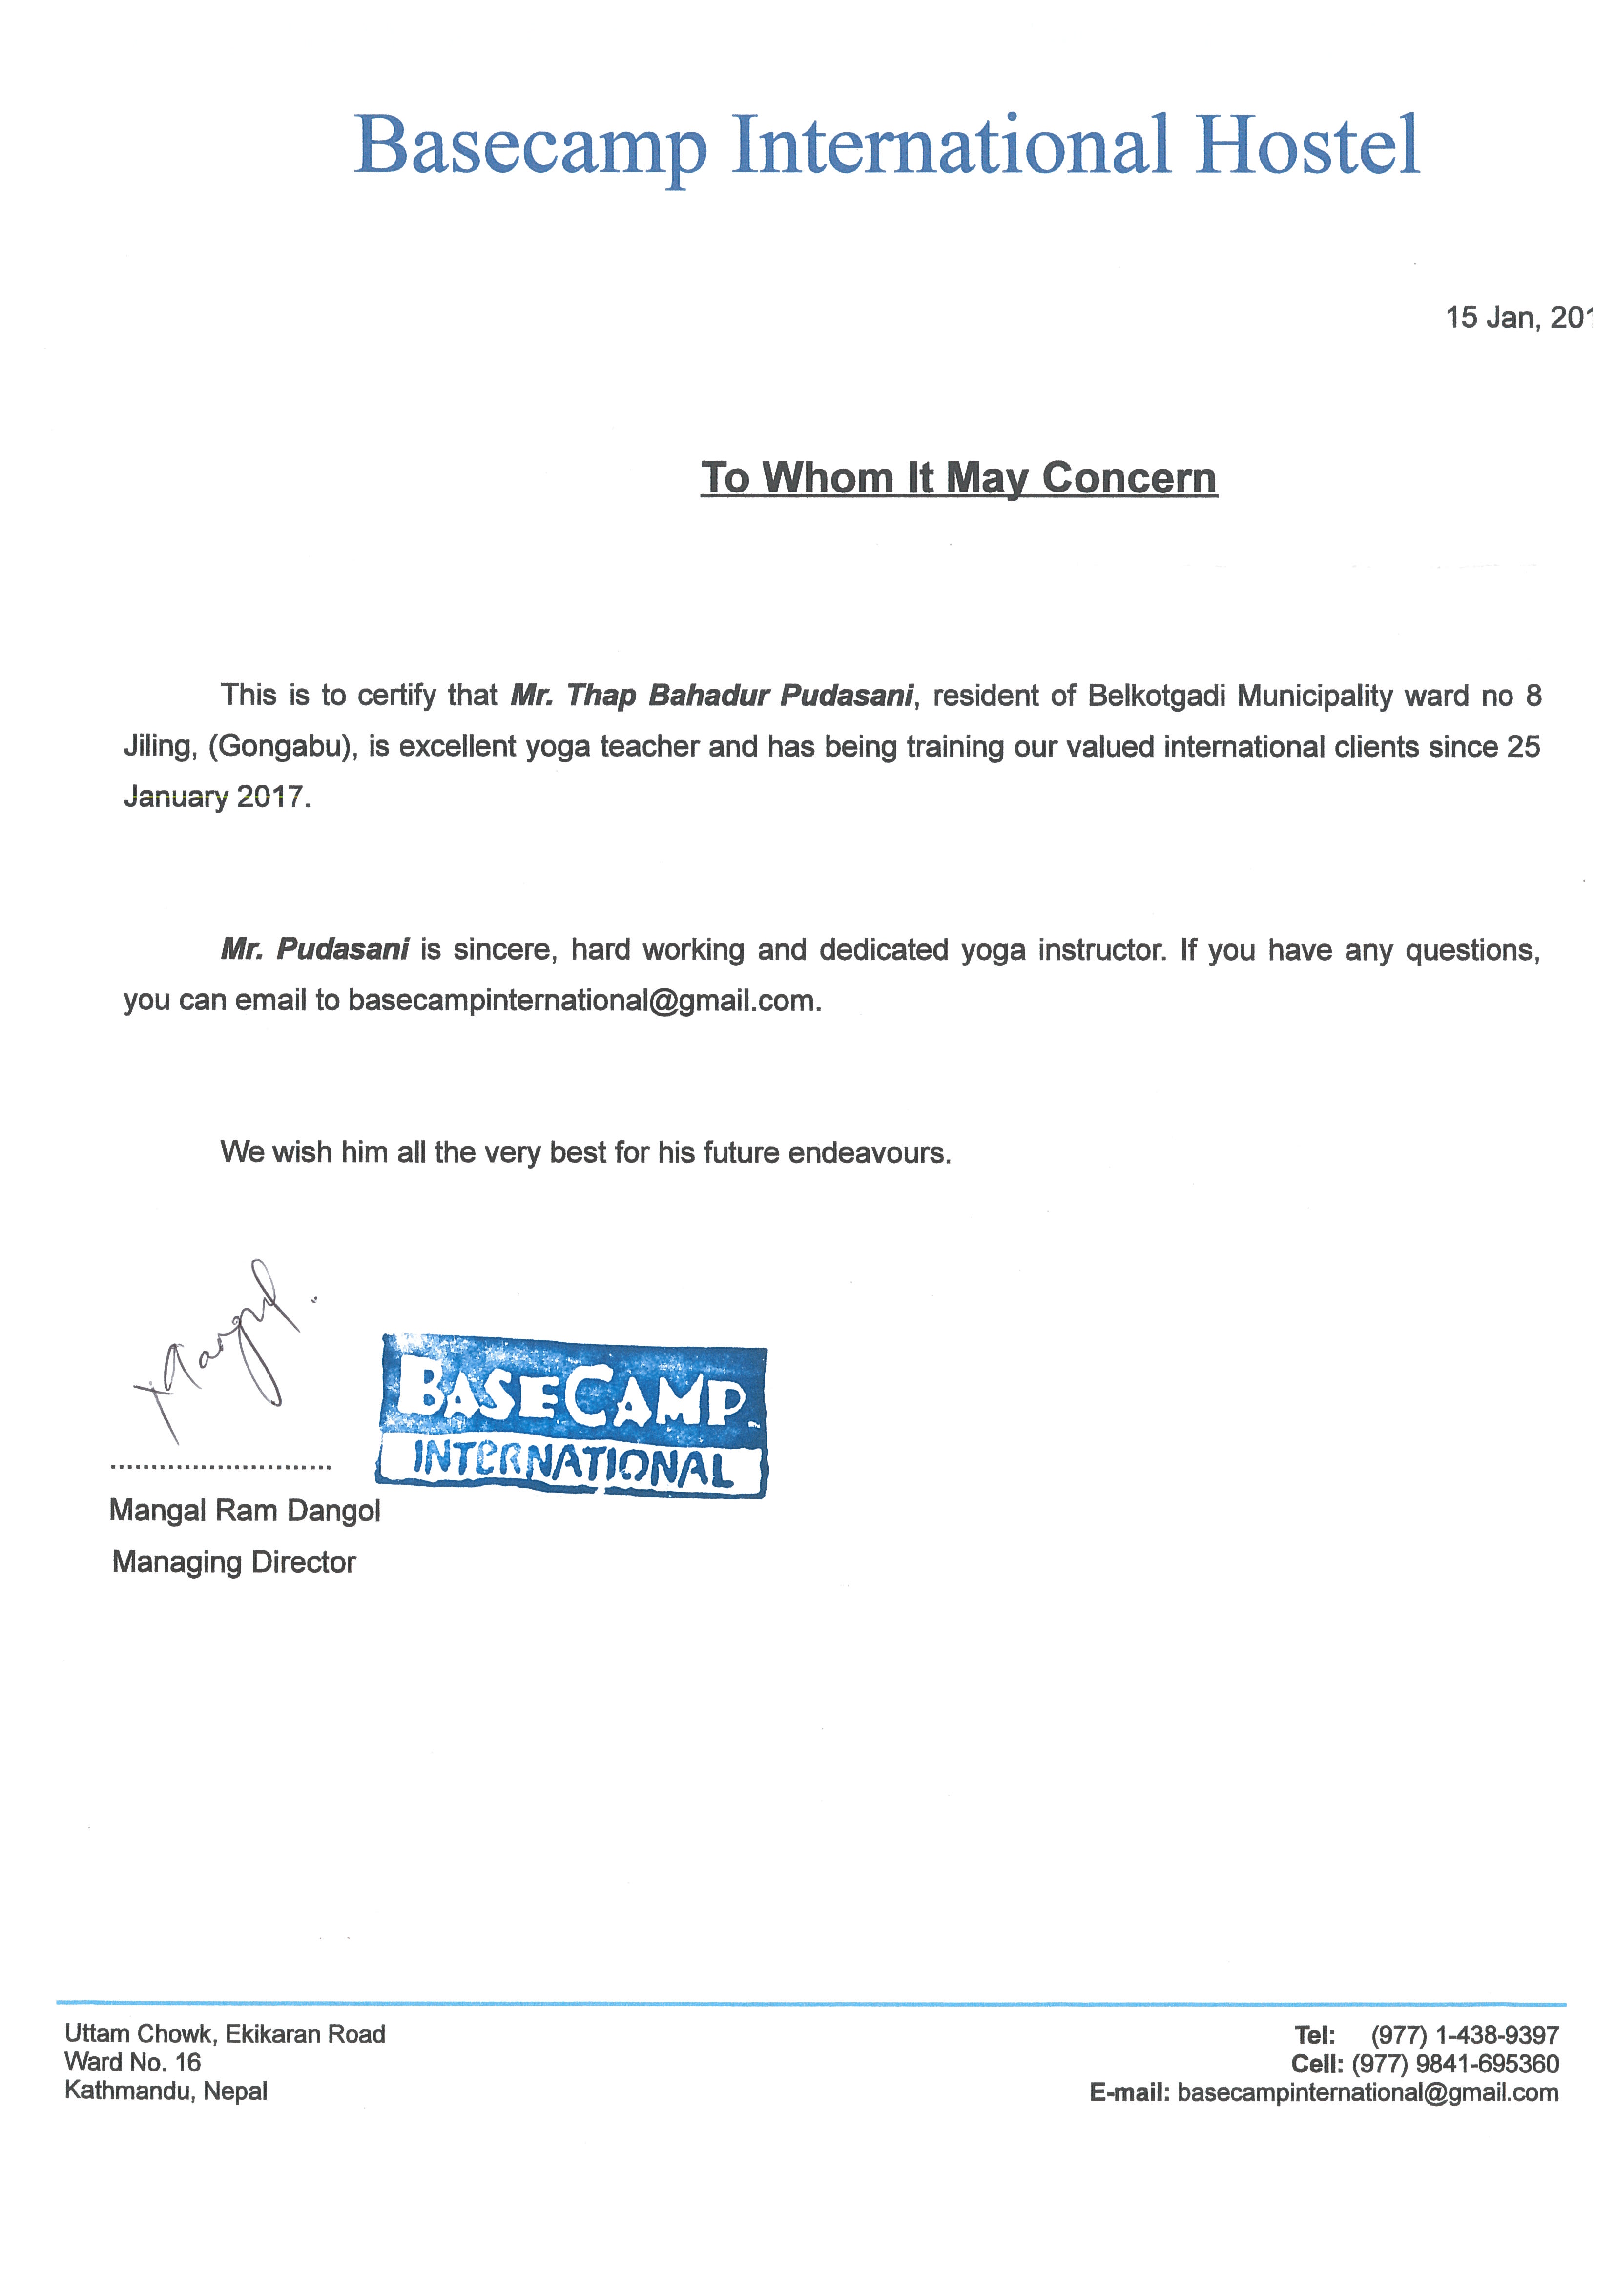 Basecamp International Hostel
15 Jan, 201
To Whom It May Concern
This is to certify that Mr. Thap Bahadur Pudasani, resident of Belkotgadi Municipality ward no 8
Jiling, (Gongabu), is excellent yoga teacher and has being training our valued international clients since 25
January 2017.
Mr. Pudasani is sincere, hard working and dedicated yoga instructor. If you have any questions,
you can email to basecampinternational@gmail.com.
We wish him all the very best for his future endeavours.
BASECAMP
INTERNATIONAL
Mangal Ram Dangol
Managing Director
Uttam Chowk, Ekikaran Road
Ward No. 16
Kathmandu, Nepal
Tel: (977) 1-438-9397
Cell: (977) 9841-695360
E-mail: basecampinternational@gmail.com